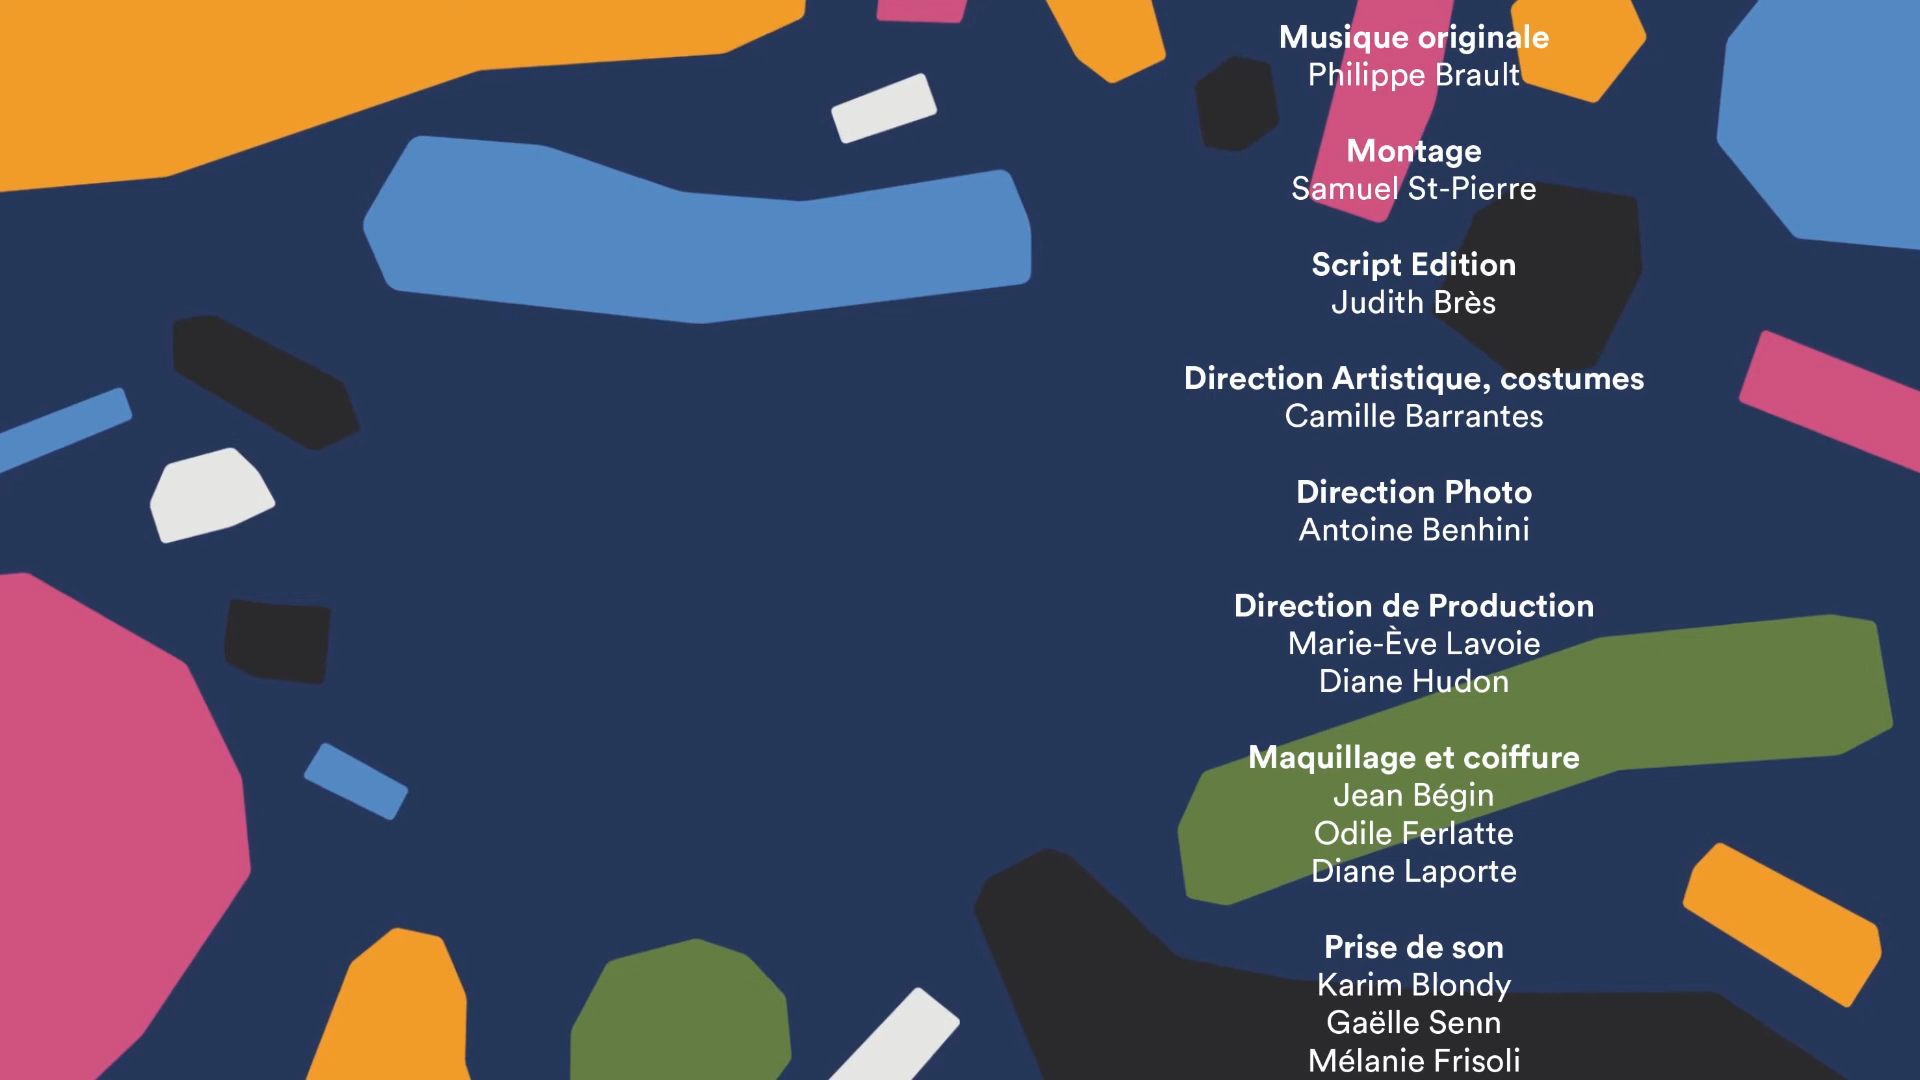 Musique originale
Philippe Brault
Montage
Samuel St-Pierre
Script Edition
Judith Brès
Direction Artistique, costumes
Camille Barrantes
Direction Photo
Antoine Benhini
Direction de Production
Marie-Ève Lavoie
Diane Hudon
Maquillage et coiffure
Jean Bégin
Odile Ferlatte
Diane Laporte
Prise de son
Karim Blondy
Gaëlle Senn
Mélanie Frisoli